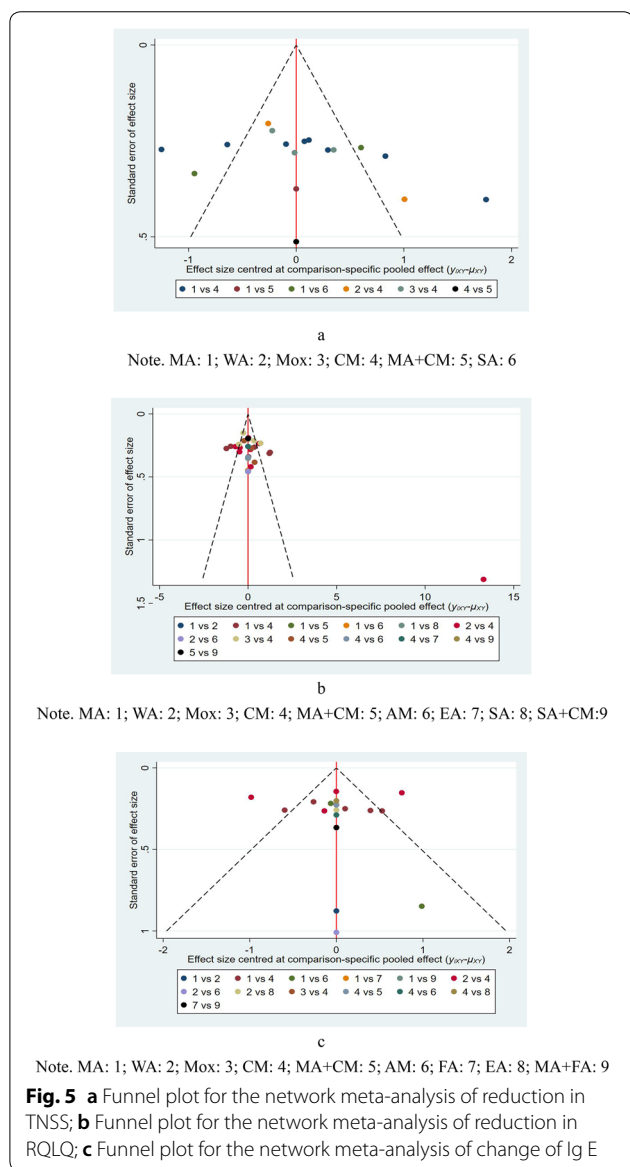 0
.5
Standard error of effect size
-1 0 1 2
Effect size centred at comparison-specific pooled effect (yiXY-μXY)
1 vs 4 1 vs 5 1 vs 6 2 vs 4 3 vs 4 4 vs 5
a
Note. MA: 1; WA: 2; Mox: 3; CM: 4; MA+CM: 5; SA: 6
0
.5
1
1.5
Standard error of effect size
-5 0 5 10 15
Effect size centred at comparison-specific pooled effect (yiXY-μXY)
1 vs 2 1 vs 4 1 vs 5 1 vs 6 1 vs 8 2 vs 4
2 vs 6 3 vs 4 4 vs 5 4 vs 6 4 vs 7 4 vs 9
5 vs 9
b
Note. MA: 1; WA: 2; Mox: 3; CM: 4; MA+CM: 5; AM: 6; EA: 7; SA: 8; SA+CM:9
0
.5
1
Standard error of effect size
-2 -1 0 1 2
Effect size centred at comparison-specific pooled effect (yiXY-μXY)
1 vs 2 1 vs 4 1 vs 6 1 vs 7 1 vs 9 2 vs 4
2 vs 6 2 vs 8 3 vs 4 4 vs 5 4 vs 6 4 vs 8
7 vs 9
c
Note. MA: 1; WA: 2; Mox: 3; CM: 4; MA+CM: 5; AM: 6; FA: 7; EA: 8; MA+FA: 9
Fig. 5 a Funnel plot for the network meta-analysis of reduction in
TNSS; b Funnel plot for the network meta-analysis of reduction in
RQLQ; c Funnel plot for the network meta-analysis of change of Ig E